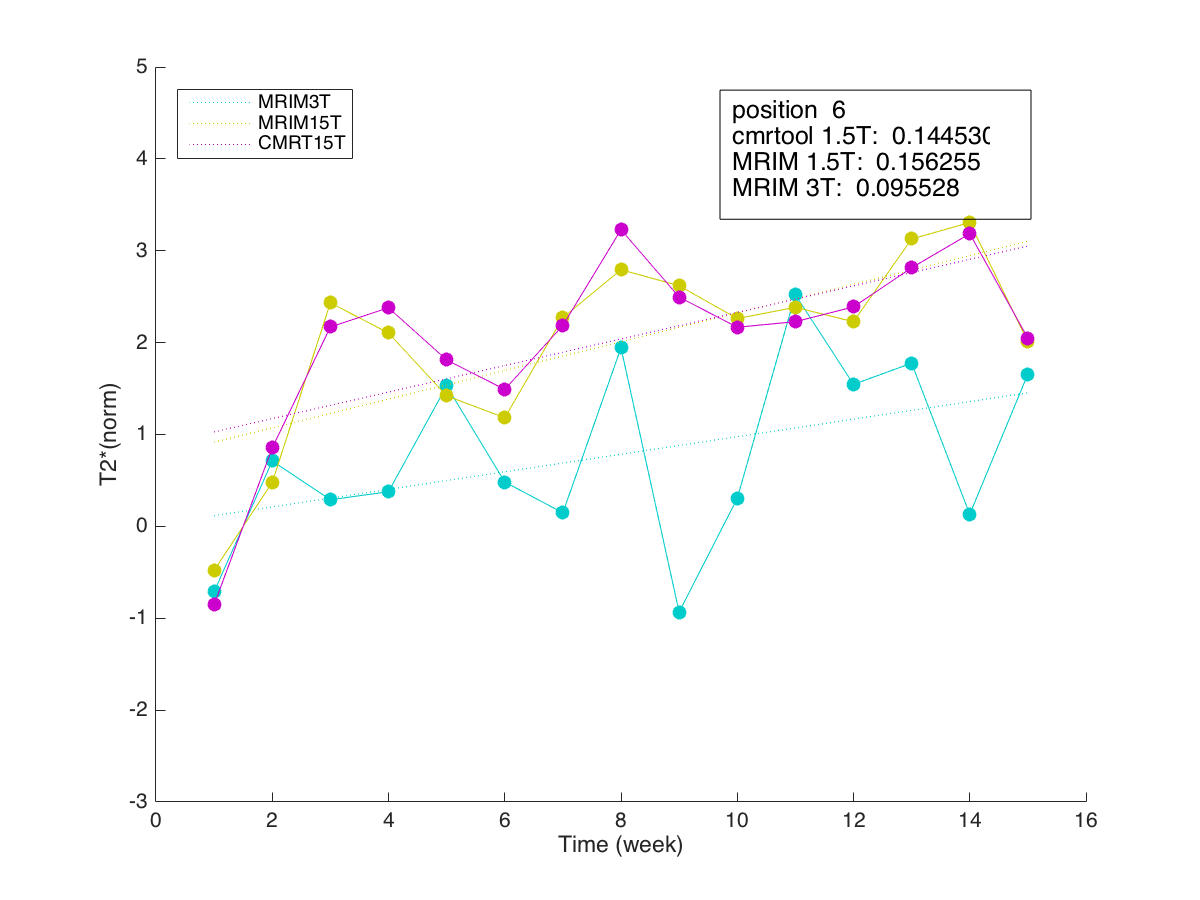 5
4
3
2
1
0
-1
-2
-3
0 2 4 6 8 10 12 14 16
T2*(norm)
Time (week)
MRIM3T
MRIM15T
CMRT15T
position 6
cmrtool 1.5T: 0.144530
MRIM 1.5T: 0.156255
MRIM 3T: 0.095528